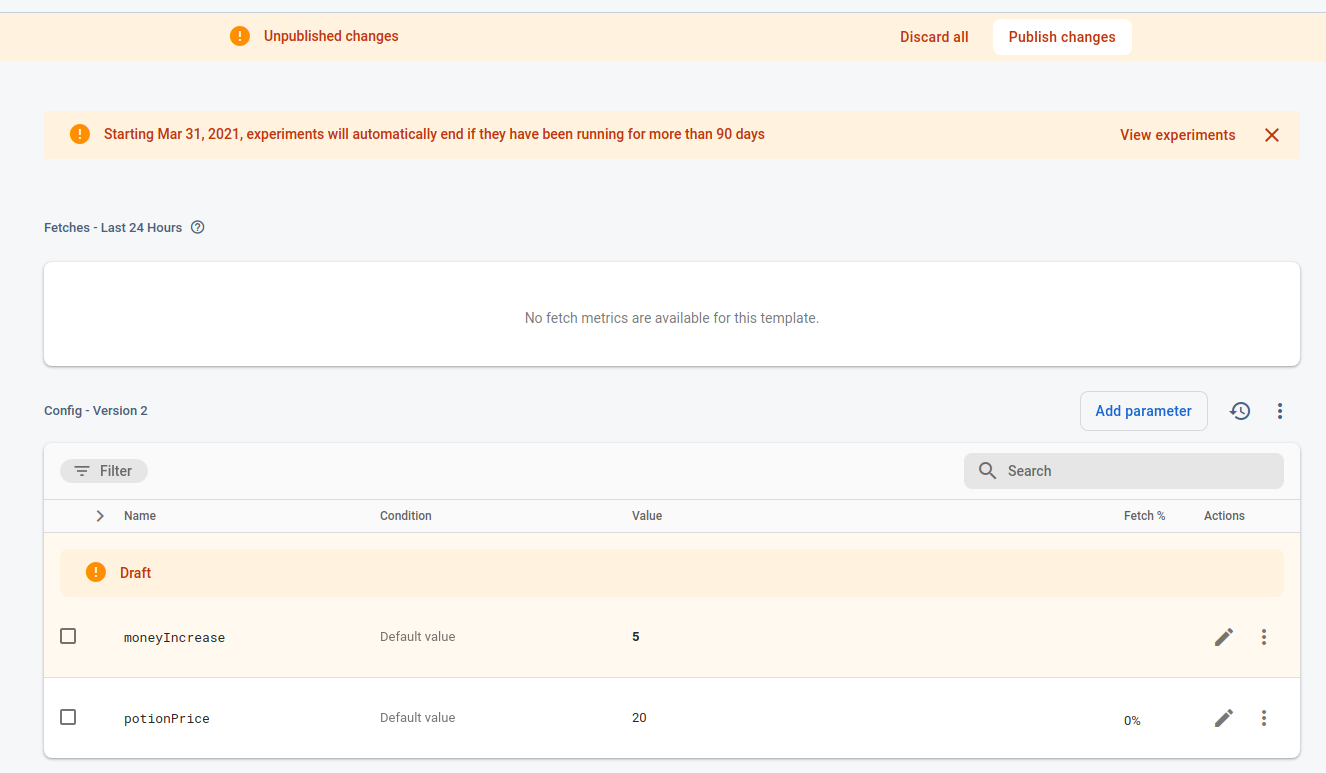 Unpublished changes Discard all Publish changes
Starting Mar 31, 2021, experiments will automatically end if they have been running for more than 90 days View experiments
Fetches - Last 24 Hours
No fetch metrics are available for this template.
Config - Version 2 Add parameter
Filter Search
Name Condition Value Fetch % Actions
Draft
moneyIncrease Default value 5
potionPrice Default value 20 0%